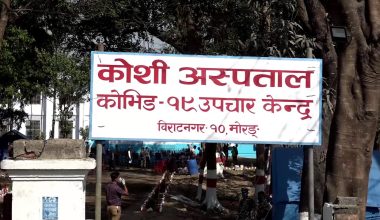 कोशी अस्पताल
कोभिड - १९ उपचार केन्द्र
विराटनगर - १०, मोरङ